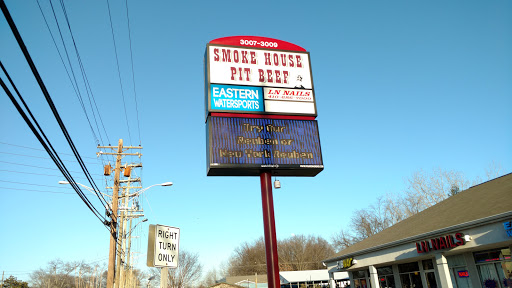 3007-3009
SMOKE HOUSE
PIT BEEF
EASTERN
WATERSPORTS
LN NAILS
Try Our
Reuben or
New York Reuben
RIGHT
TURN
ONLY
LN NAILS